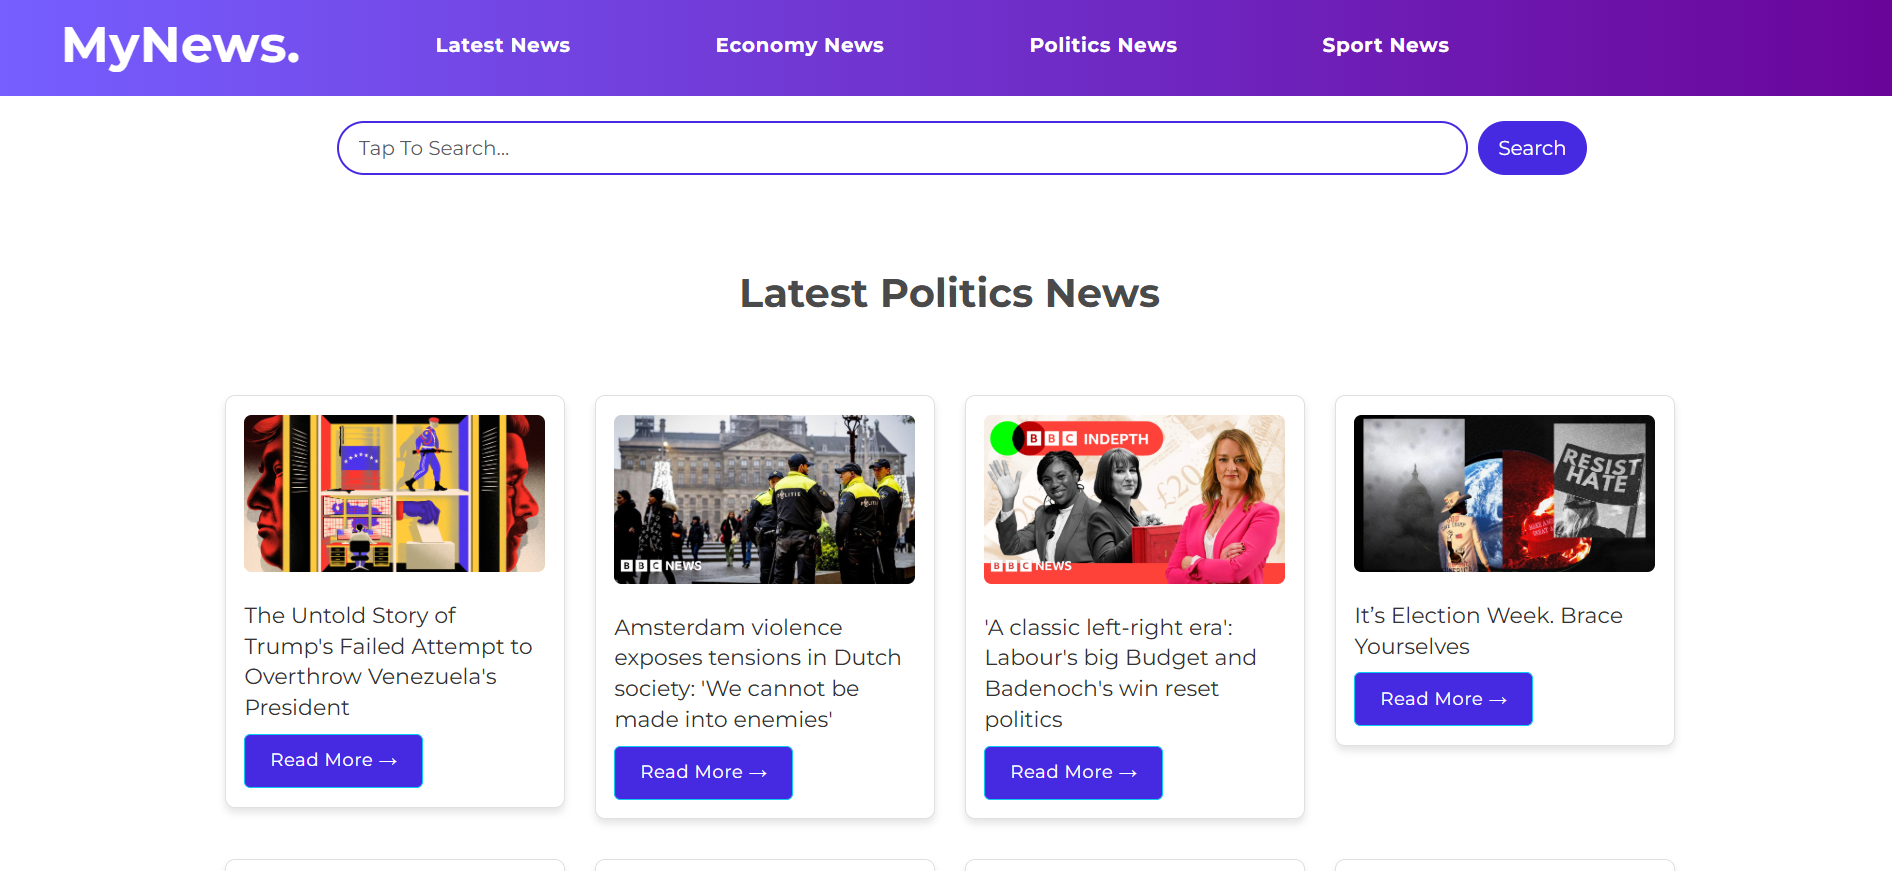 MyNews.
Latest News
Economy News
Politics News
Sport News
Tap To Search...
Search
Latest Politics News
The Untold Story of
Trump's Failed Attempt to
Overthrow Venezuela's
President
Read More →
POLITIE
POLITIE
BBC NEWS
Amsterdam violence
exposes tensions in Dutch
society: 'We cannot be
made into enemies'
Read More →
BBC INDEPTH
£20
BBC NEWS
'A classic left-right era':
Labour's big Budget and
Badenoch's win reset
politics
Read More →
RESIST
HATE
It’s Election Week. Brace
Yourselves
Read More →